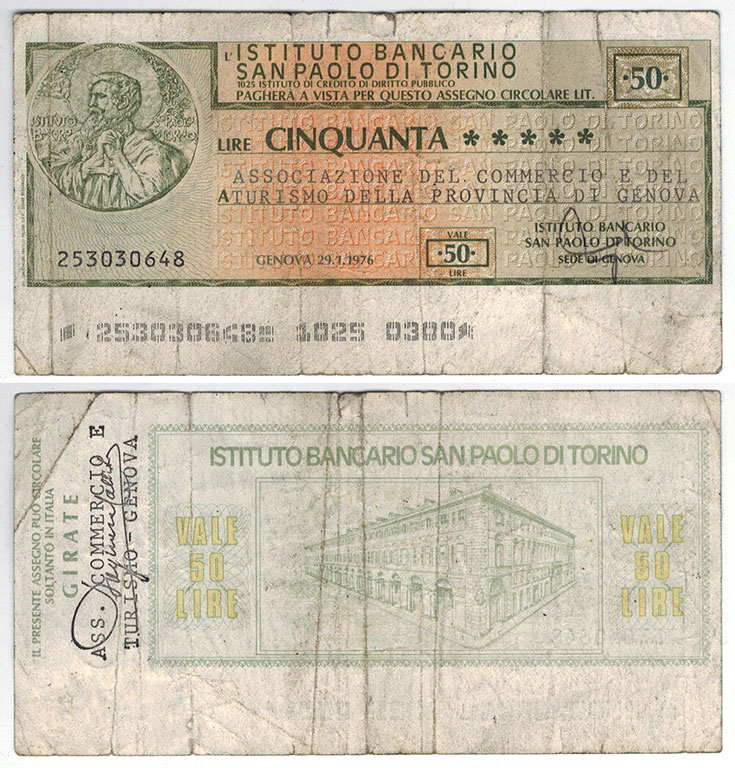 L'ISTITUTO BANCARIO
SAN PAOLO DI TORINO
1025 ISTITUTO DI CREDITO DI DIRITTO PUBBLICO
PAGHERÀ A VISTA PER QUESTO ASSEGNO CIRCOLARE LIT.
·50·
LIRE CINQUANTA * * * * *
ASSOCIAZIONE DEL COMMERCIO E DEL
A TURISMO DELLA PROVINCIA DI GENOVA
253030648
GENOVA 29.1.1976
VALE
·50·
LIRE
ISTITUTO BANCARIO
SAN PAOLO DI TORINO
SEDE DI GENOVA
253030648 1025 0300
IL PRESENTE ASSEGNO PUÒ CIRCOLARE
SOLTANTO IN ITALIA
GIRATE
ASS. COMMERCIO E
TURISMO - GENOVA
ISTITUTO BANCARIO SAN PAOLO DI TORINO
VALE
50
LIRE
VALE
50
LIRE